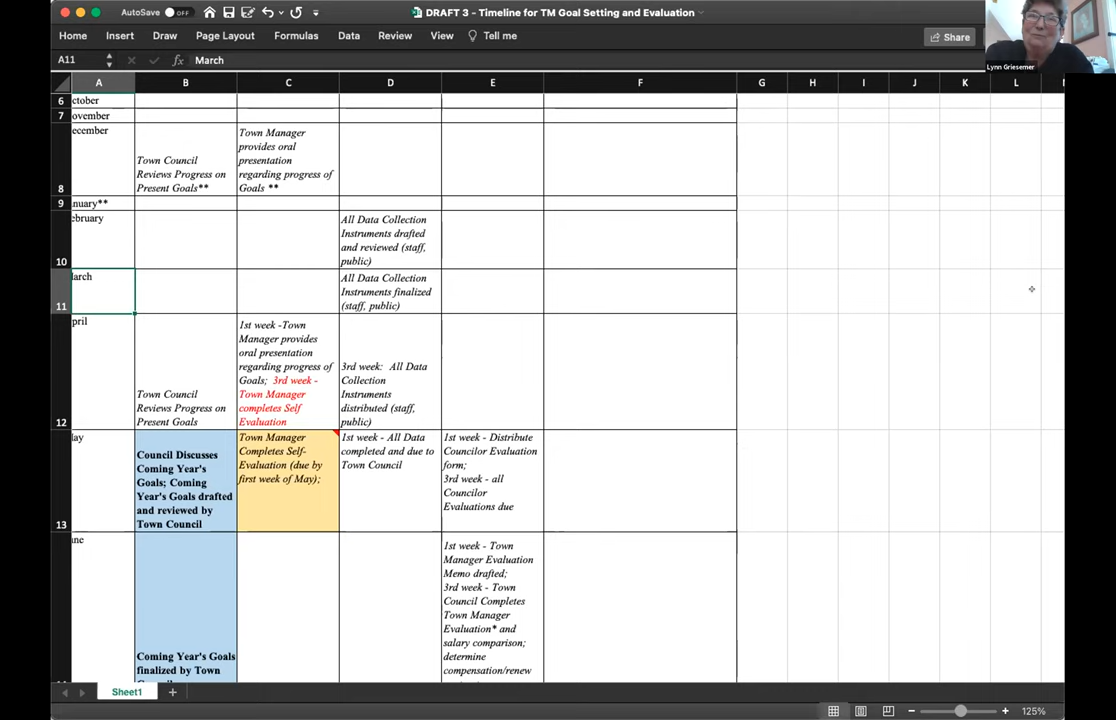 AutoSave OFF
DRAFT 3 - Timeline for TM Goal Setting and Evaluation
Home Insert Draw Page Layout Formulas Data Review View Tell me
Share
Lynn Griesemer
A11 fx March
A B C D E F G H I J K L
6 ctober
7 ovember
ecember
Town Council
Reviews Progress on
Present Goals**
Town Manager
provides oral
presentation
regarding progress of
Goals **
8
9 nuary**
ebruary
All Data Collection
Instruments drafted
and reviewed (staff,
public)
10
arch
All Data Collection
Instruments finalized
(staff, public)
11
pril
Town Council
Reviews Progress on
Present Goals
1st week -Town
Manager provides
oral presentation
regarding progress of
Goals; 3rd week -
Town Manager
completes Self
Evaluation
3rd week: All Data
Collection
Instruments
distributed (staff,
public)
12
lay
Council Discusses
Coming Year's
Goals; Coming
Year's Goals drafted
and reviewed by
Town Council
Town Manager
Completes Self-
Evaluation (due by
first week of May);
1st week - All Data
completed and due to
Town Council
1st week - Distribute
Councilor Evaluation
form;
3rd week - all
Councilor
Evaluations due
13
ine
Coming Year's Goals
finalized by Town
1st week - Town
Manager Evaluation
Memo drafted;
3rd week - Town
Council Completes
Town Manager
Evaluation* and
salary comparison;
determine
compensation/renew
Sheet1
125%